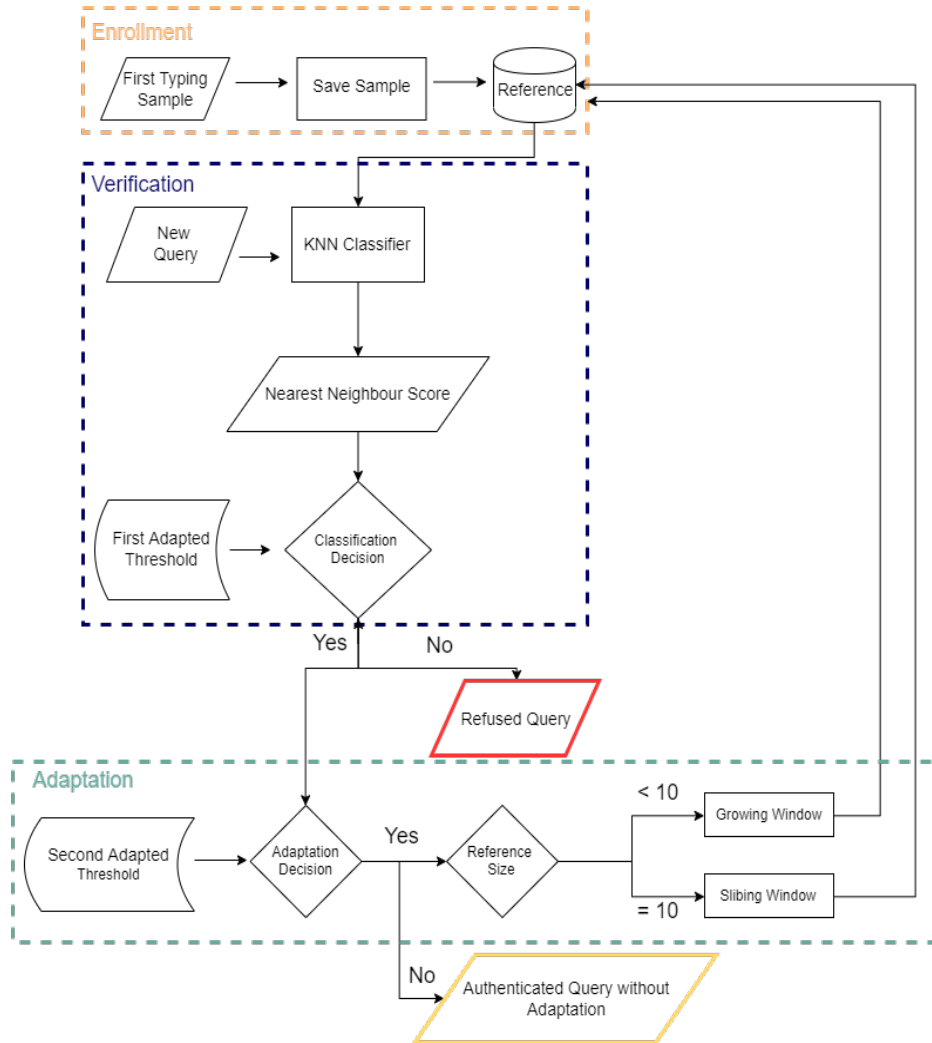 Enrollment
First Typing
Sample
Save Sample
Reference
Verification
New
Query
KNN Classifier
Nearest Neighbour Score
First Adapted
Threshold
Classification
Decision
Yes
No
Refused Query
Adaptation
Second Adapted
Threshold
Adaptation
Decision
Yes
Reference
Size
< 10
Growing Window
= 10
Slibing Window
No
Authenticated Query without
Adaptation